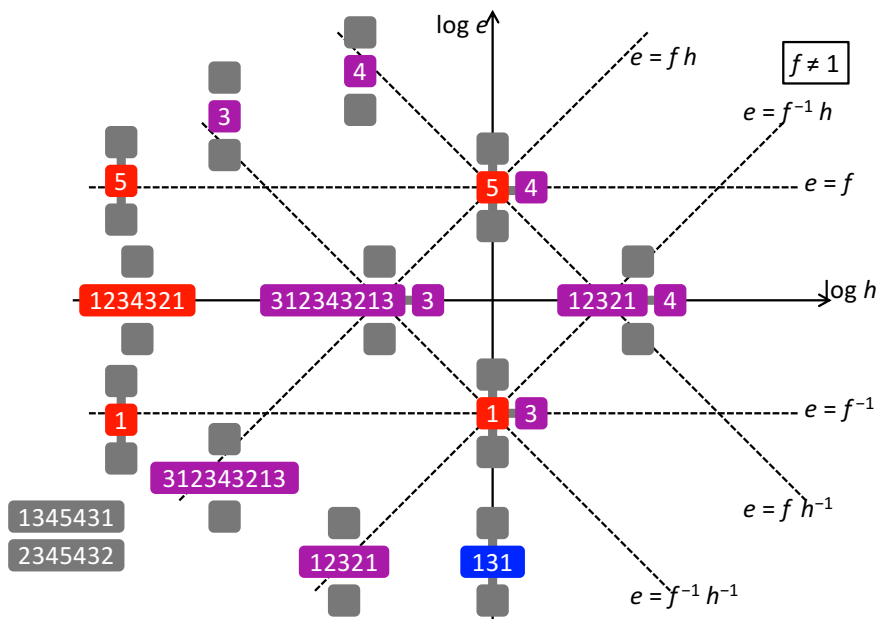 log e
e = f h
f ≠ 1
4
3
e = f⁻¹ h
5
5 4
e = f
1234321
312343213 3
12321 4
log h
1
1 3
e = f⁻¹
312343213
1345431
e = f h⁻¹
2345432
12321
131
e = f⁻¹ h⁻¹